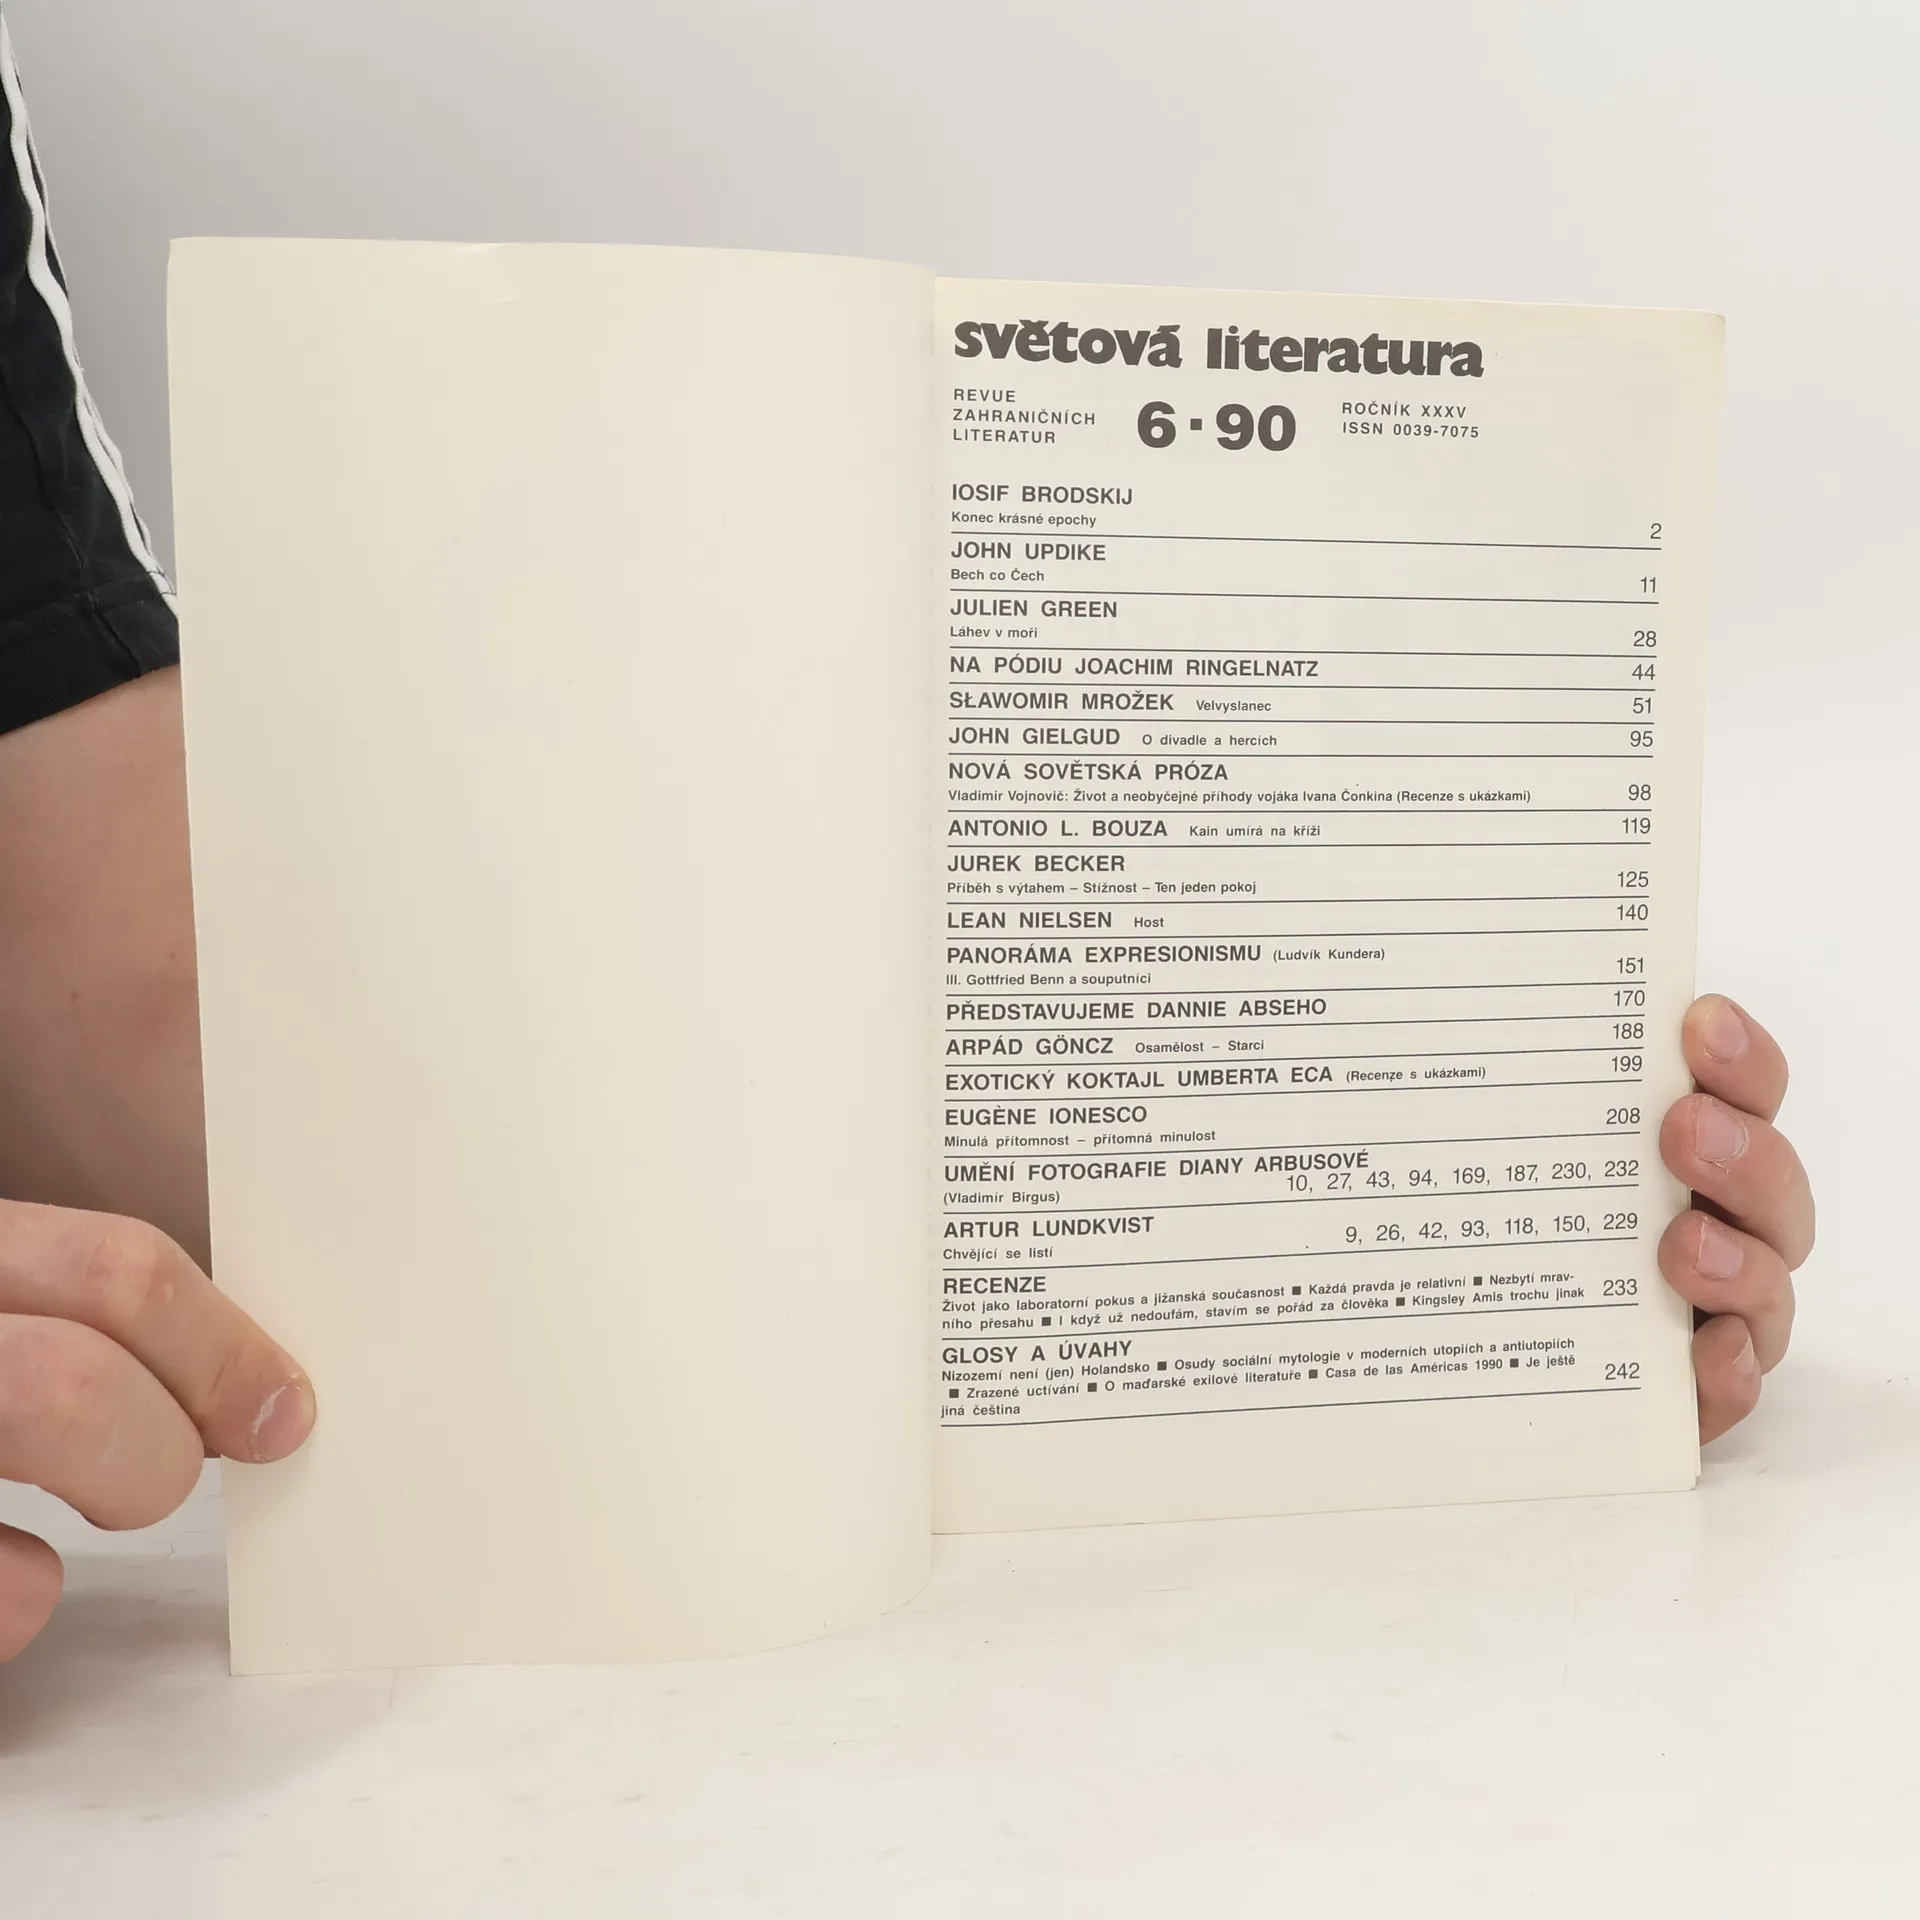 světová literatura
REVUE
ZAHRANIČNÍCH
LITERATUR
6·90
ROČNÍK XXXV
ISSN 0039-7075
IOSIF BRODSKIJ
Konec krásné epochy 2
JOHN UPDIKE
Bech co Čech 11
JULIEN GREEN
Láhev v moři 28
NA PÓDIU JOACHIM RINGELNATZ 44
SŁAWOMIR MROŽEK Velvyslanec 51
JOHN GIELGUD O divadle a hercích 95
NOVÁ SOVĚTSKÁ PRÓZA
Vladimir Vojnovič: Život a neobyčejné příhody vojáka Ivana Čonkina (Recenze s ukázkami) 98
ANTONIO L. BOUZA Kain umírá na kříži 119
JUREK BECKER
Příběh s výtahem – Stížnost – Ten jeden pokoj 125
LEAN NIELSEN Host 140
PANORÁMA EXPRESIONISMU (Ludvík Kundera)
III. Gottfried Benn a souputníci 151
PŘEDSTAVUJEME DANNIE ABSEHO 170
ARPÁD GÖNCZ Osamělost – Starci 188
EXOTICKÝ KOKTAJL UMBERTA ECA (Recenze s ukázkami) 199
EUGÈNE IONESCO
Minulá přítomnost – přítomná minulost 208
UMĚNÍ FOTOGRAFIE DIANY ARBUSOVÉ
(Vladimír Birgus) 10, 27, 43, 94, 169, 187, 230, 232
ARTUR LUNDKVIST
Chvějící se listí 9, 26, 42, 93, 118, 150, 229
RECENZE
Život jako laboratorní pokus a jižanská současnost ■ Každá pravda je relativní ■ Nezbytí mrav-
ního přesahu ■ I když už nedoufám, stavím se pořád za člověka ■ Kingsley Amis trochu jinak 233
GLOSY A ÚVAHY
Nizozemí není (jen) Holandsko ■ Osudy sociální mytologie v moderních utopiích a antiutopiích
■ Zrazené uctívání ■ O maďarské exilové literatuře ■ Casa de las Américas 1990 ■ Je ještě
jiná čeština 242